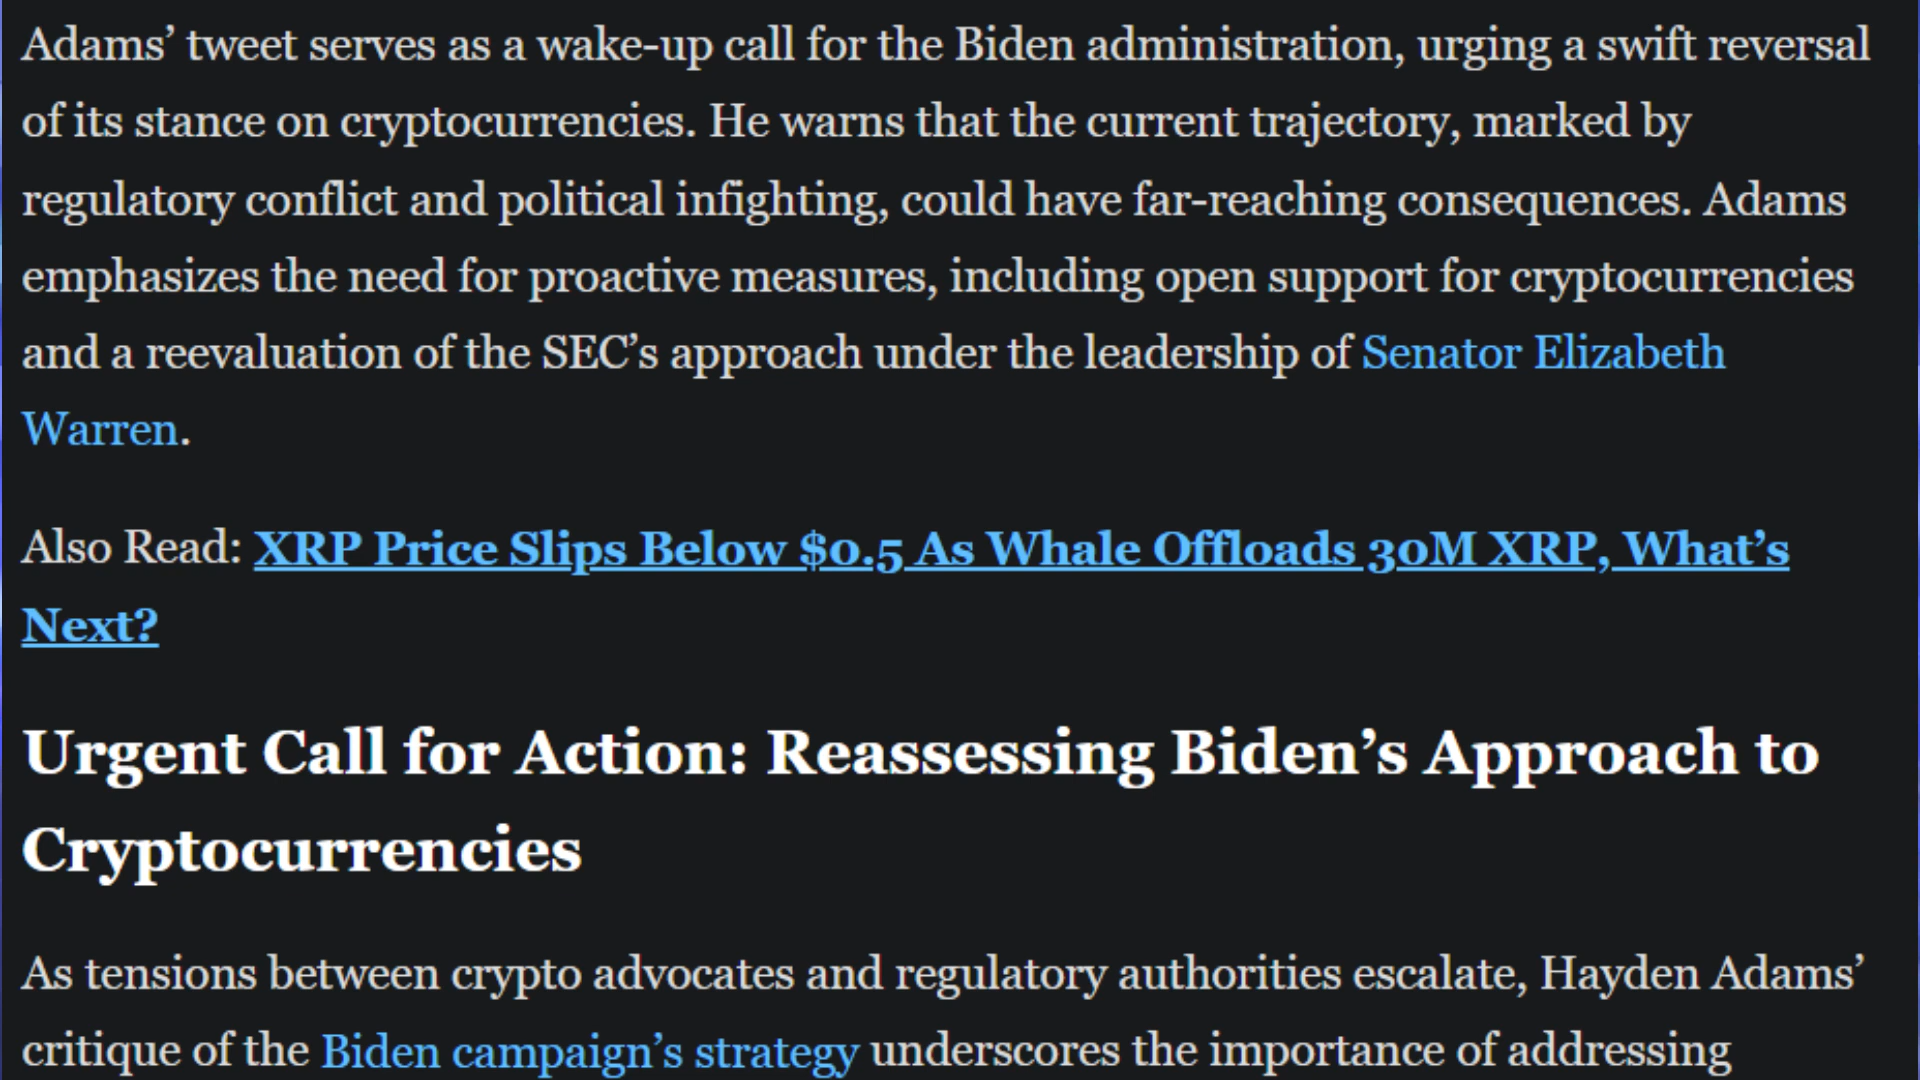 Adams’ tweet serves as a wake-up call for the Biden administration, urging a swift reversal
of its stance on cryptocurrencies. He warns that the current trajectory, marked by
regulatory conflict and political infighting, could have far-reaching consequences. Adams
emphasizes the need for proactive measures, including open support for cryptocurrencies
and a reevaluation of the SEC’s approach under the leadership of Senator Elizabeth
Warren.
Also Read: XRP Price Slips Below $0.5 As Whale Offloads 30M XRP, What’s
Next?
Urgent Call for Action: Reassessing Biden’s Approach to
Cryptocurrencies
As tensions between crypto advocates and regulatory authorities escalate, Hayden Adams’
critique of the Biden campaign’s strategy underscores the importance of addressing